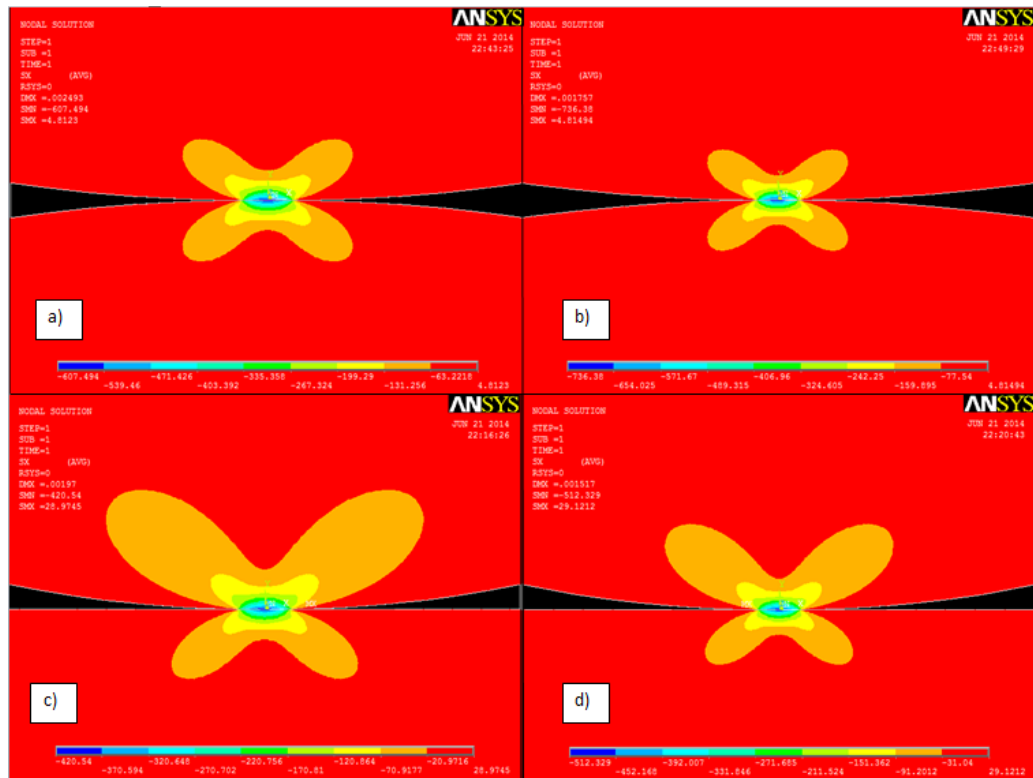 ANSYS
NODAL SOLUTION
JUN 21 2014
22:43:25
STEP=1
SUB =1
TIME=1
SX (AVG)
RSYS=0
DMX =.002493
SMN =-607.494
SMX =4.8123
Y
X
a)
-607.494 -471.426 -335.358 -199.29 -63.2218
-539.46 -403.392 -267.324 -131.256 4.8123
ANSYS
NODAL SOLUTION
JUN 21 2014
22:49:29
STEP=1
SUB =1
TIME=1
SX (AVG)
RSYS=0
DMX =.001757
SMN =-736.38
SMX =4.81494
Y
b)
-736.38 -571.67 -406.96 -242.25 -77.54
-654.025 -489.315 -324.605 -159.895 4.81494
ANSYS
NODAL SOLUTION
JUN 21 2014
22:16:26
STEP=1
SUB =1
TIME=1
SX (AVG)
RSYS=0
DMX =.00197
SMN =-420.54
SMX =28.9745
Y
X
c)
-420.54 -320.648 -220.756 -120.864 -20.9716
-370.594 -270.702 -170.81 -70.9177 28.9745
ANSYS
NODAL SOLUTION
JUN 21 2014
22:20:43
STEP=1
SUB =1
TIME=1
SX (AVG)
RSYS=0
DMX =.001517
SMN =-512.329
SMX =29.1212
Y
d)
-512.329 -392.007 -271.685 -151.362 -31.04
-452.168 -331.846 -211.524 -91.2012 29.1212